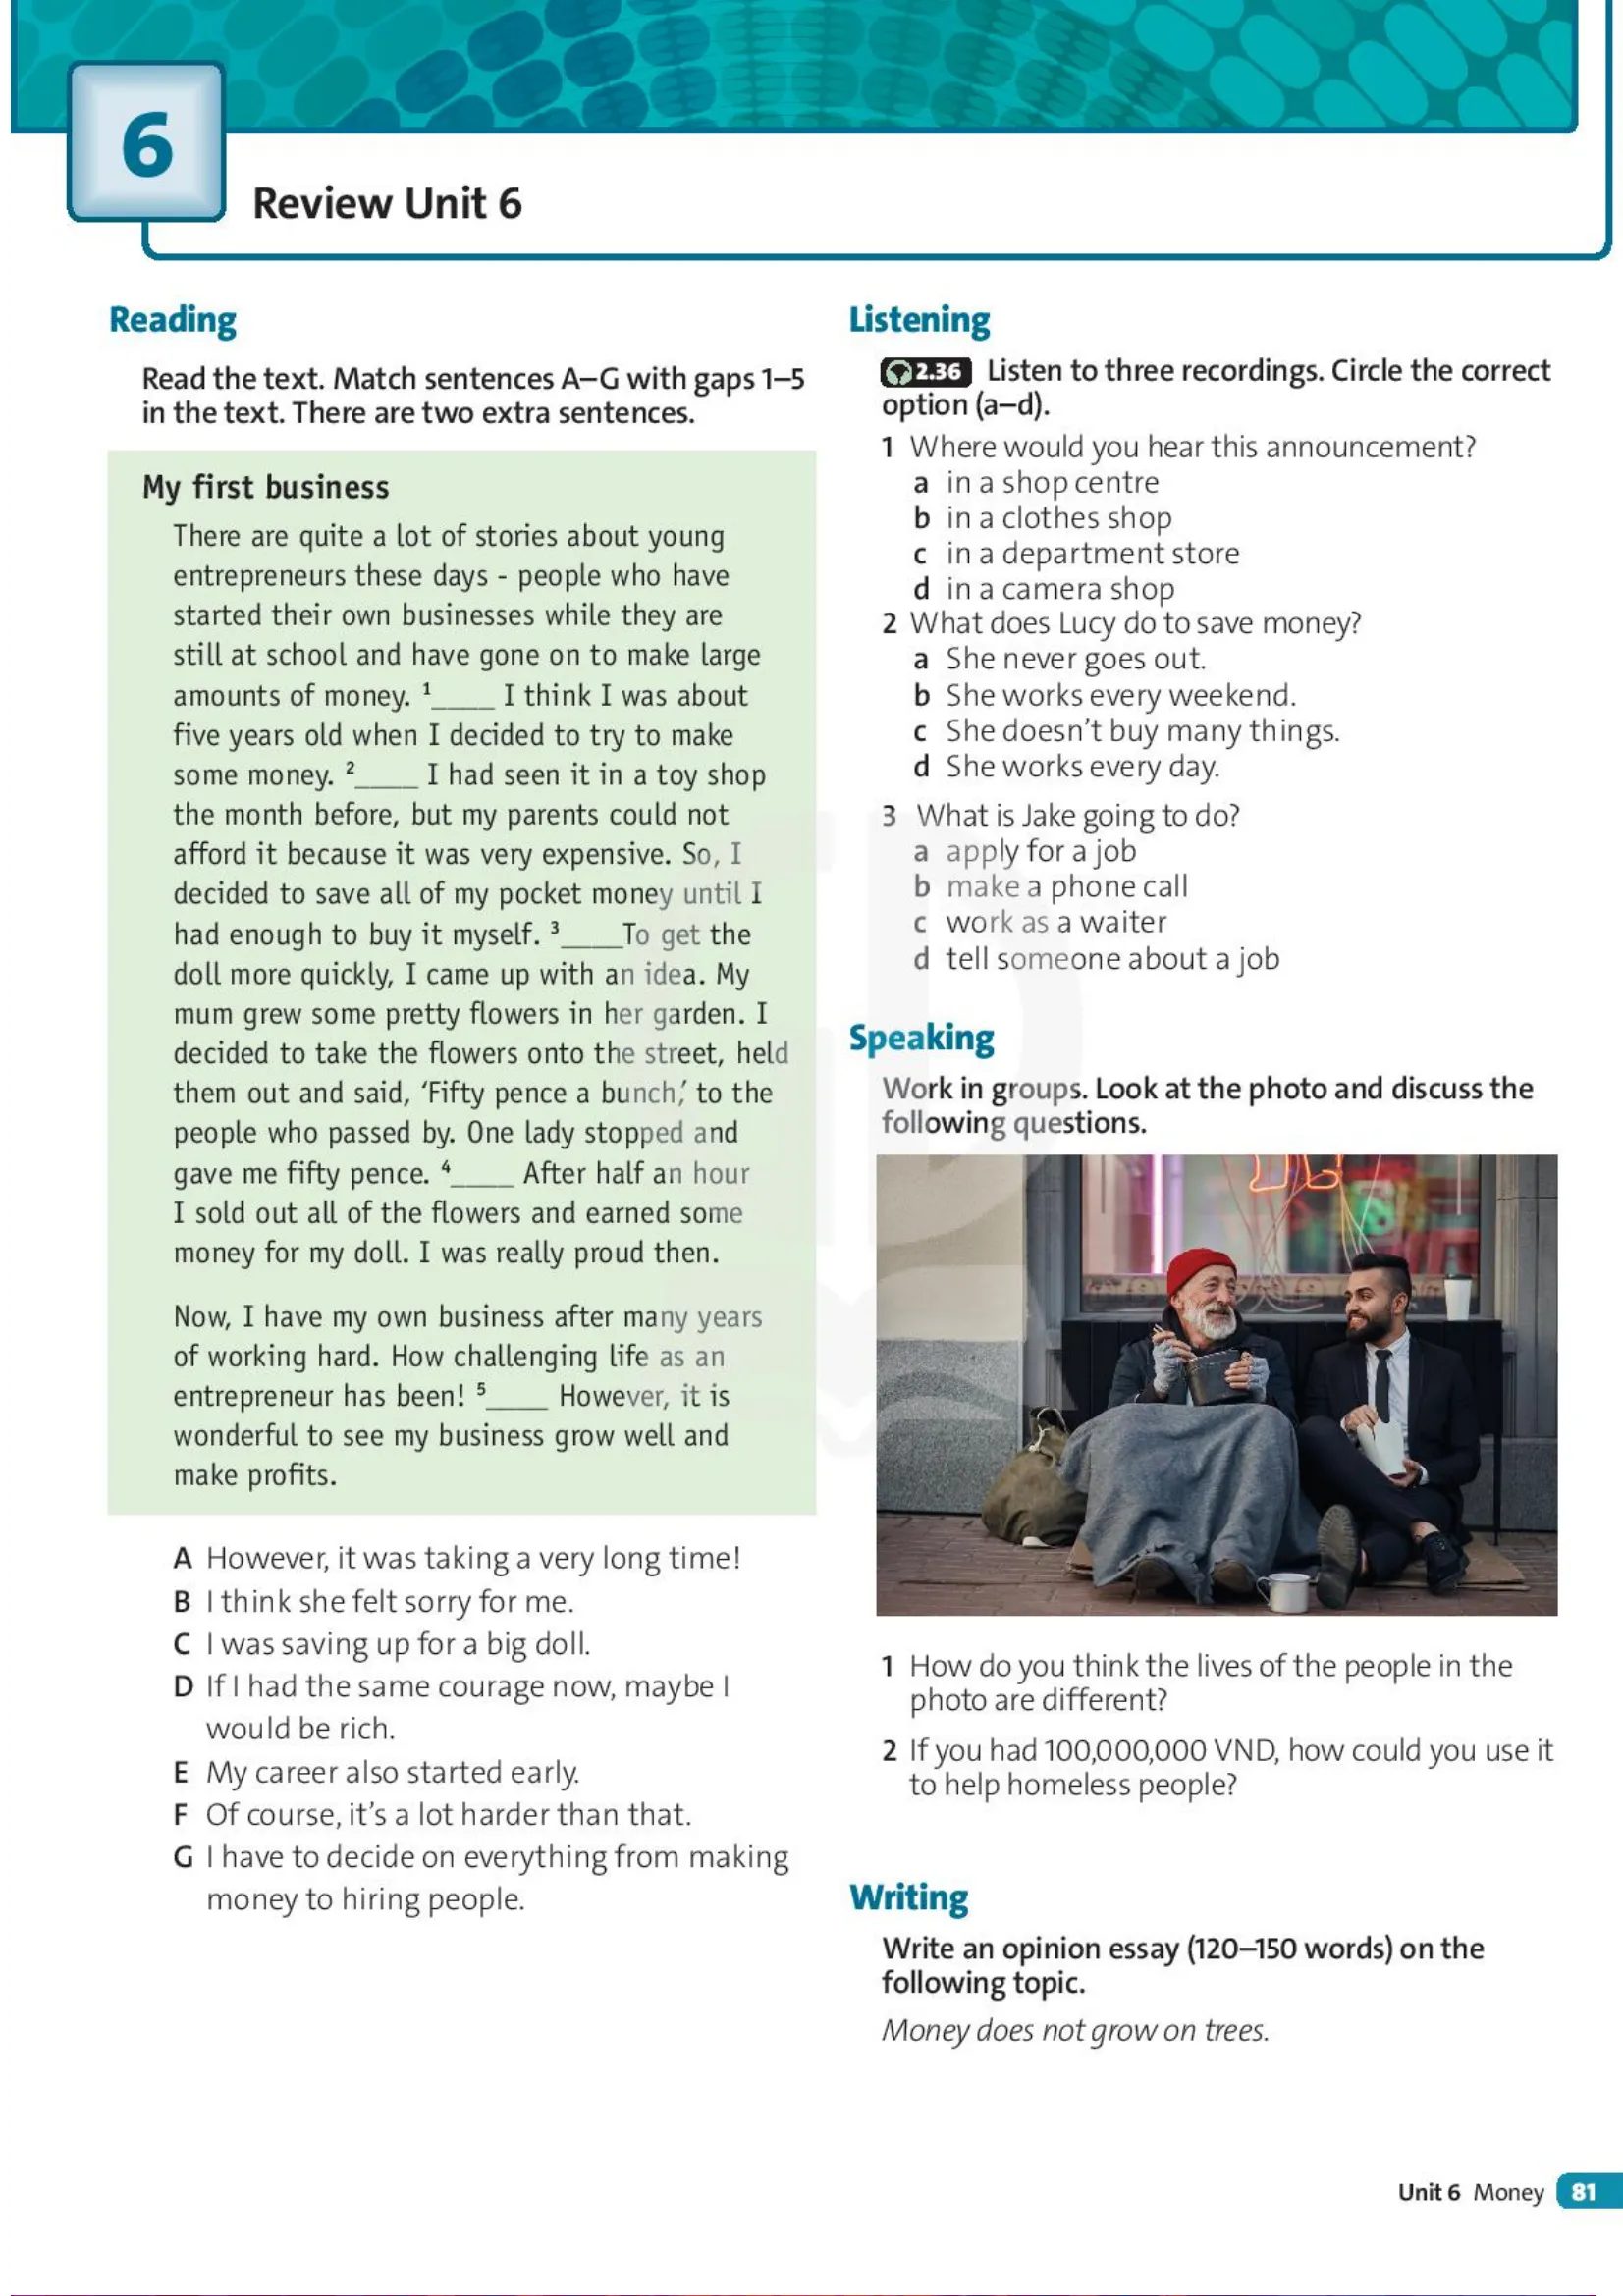 6
Review Unit 6
Reading
Read the text. Match sentences A–G with gaps 1–5
in the text. There are two extra sentences.
My first business
There are quite a lot of stories about young
entrepreneurs these days - people who have
started their own businesses while they are
still at school and have gone on to make large
amounts of money. ¹____ I think I was about
five years old when I decided to try to make
some money. ²____ I had seen it in a toy shop
the month before, but my parents could not
afford it because it was very expensive. So, I
decided to save all of my pocket money until I
had enough to buy it myself. ³____To get the
doll more quickly, I came up with an idea. My
mum grew some pretty flowers in her garden. I
decided to take the flowers onto the street, held
them out and said, ‘Fifty pence a bunch,’ to the
people who passed by. One lady stopped and
gave me fifty pence. ⁴____ After half an hour
I sold out all of the flowers and earned some
money for my doll. I was really proud then.
Now, I have my own business after many years
of working hard. How challenging life as an
entrepreneur has been! ⁵____ However, it is
wonderful to see my business grow well and
make profits.
A However, it was taking a very long time!
B I think she felt sorry for me.
C I was saving up for a big doll.
D If I had the same courage now, maybe I
would be rich.
E My career also started early.
F Of course, it’s a lot harder than that.
G I have to decide on everything from making
money to hiring people.
Listening
2.36 Listen to three recordings. Circle the correct
option (a–d).
1 Where would you hear this announcement?
a in a shop centre
b in a clothes shop
c in a department store
d in a camera shop
2 What does Lucy do to save money?
a She never goes out.
b She works every weekend.
c She doesn’t buy many things.
d She works every day.
3 What is Jake going to do?
a apply for a job
b make a phone call
c work as a waiter
d tell someone about a job
Speaking
Work in groups. Look at the photo and discuss the
following questions.
1 How do you think the lives of the people in the
photo are different?
2 If you had 100,000,000 VND, how could you use it
to help homeless people?
Writing
Write an opinion essay (120–150 words) on the
following topic.
Money does not grow on trees.
Unit 6 Money 81